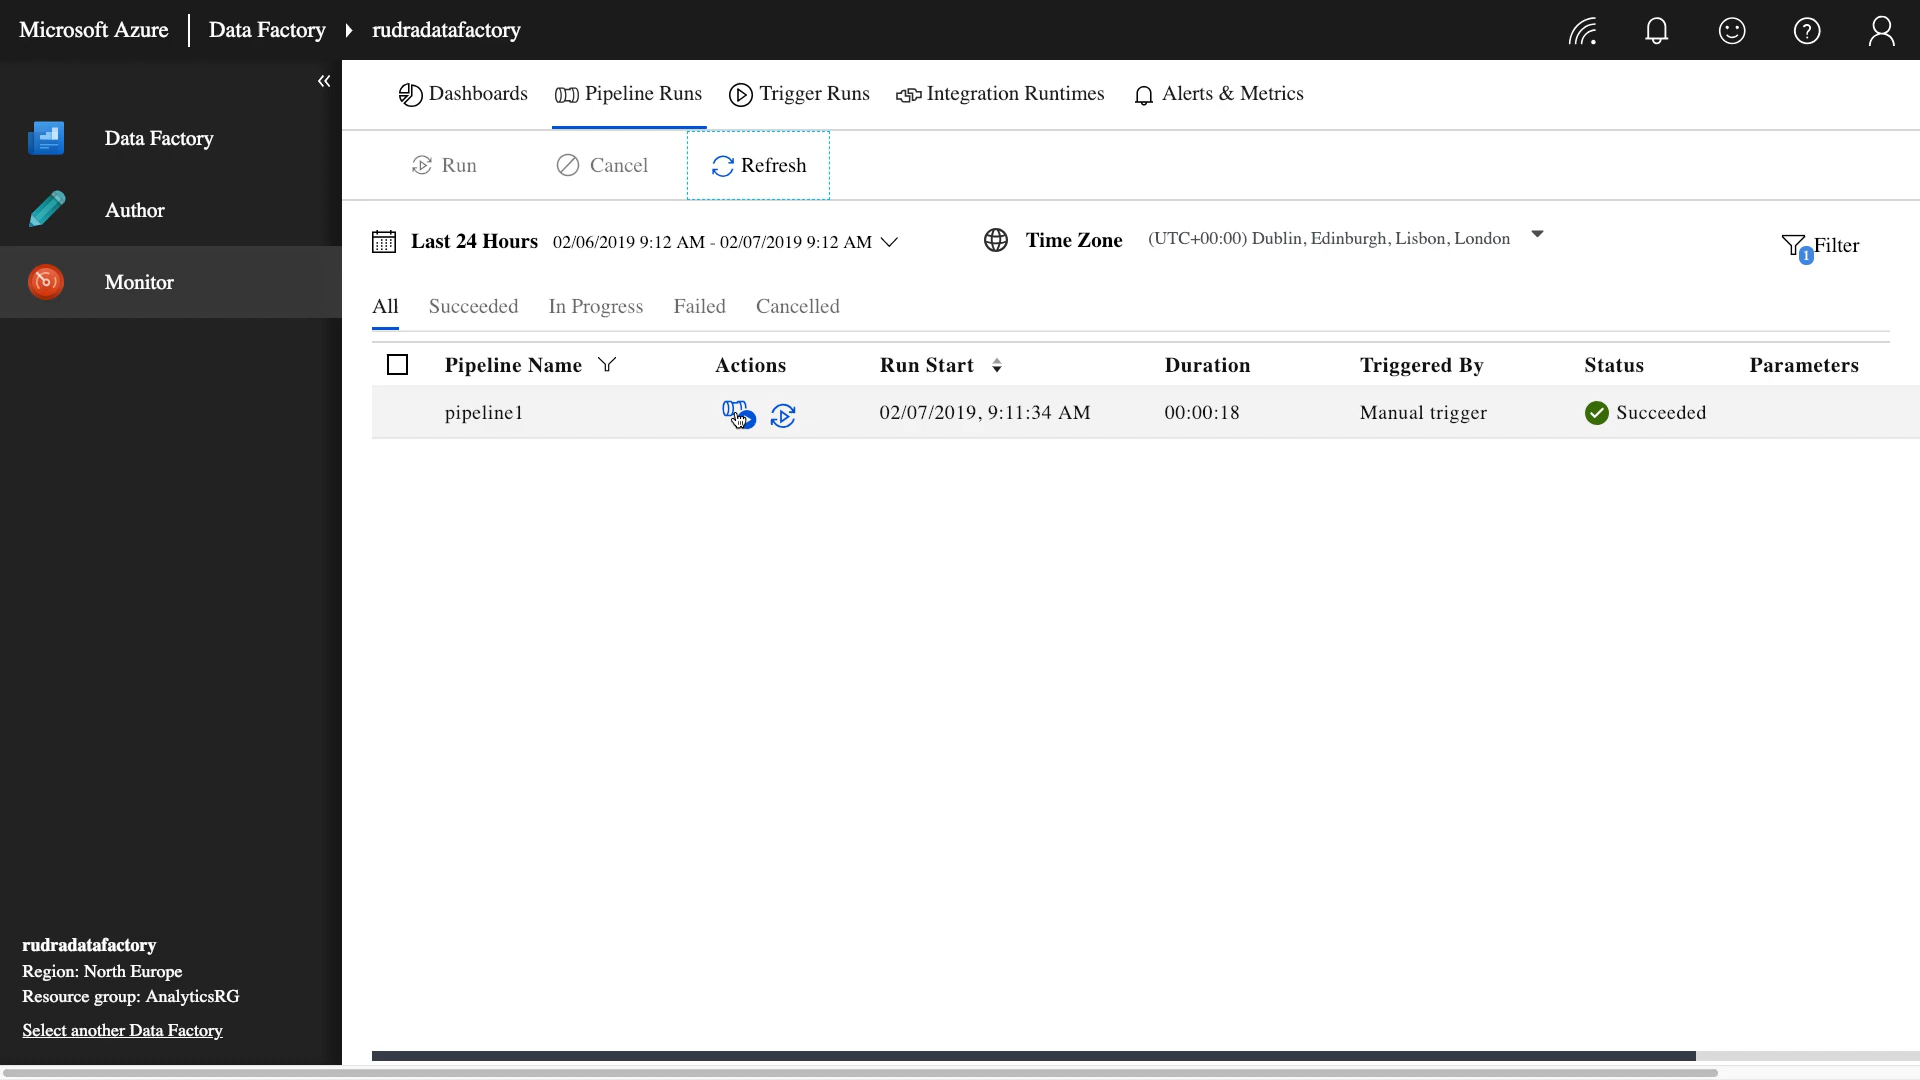 Microsoft Azure Data Factory rudradatafactory
Dashboards Pipeline Runs Trigger Runs Integration Runtimes Alerts & Metrics
Data Factory
Author
Monitor
Run Cancel Refresh
Last 24 Hours 02/06/2019 9:12 AM - 02/07/2019 9:12 AM Time Zone (UTC+00:00) Dublin, Edinburgh, Lisbon, London 1 Filter
All Succeeded In Progress Failed Cancelled
Pipeline Name Actions Run Start Duration Triggered By Status Parameters
pipeline1 02/07/2019, 9:11:34 AM 00:00:18 Manual trigger Succeeded
rudradatafactory
Region: North Europe
Resource group: AnalyticsRG
Select another Data Factory